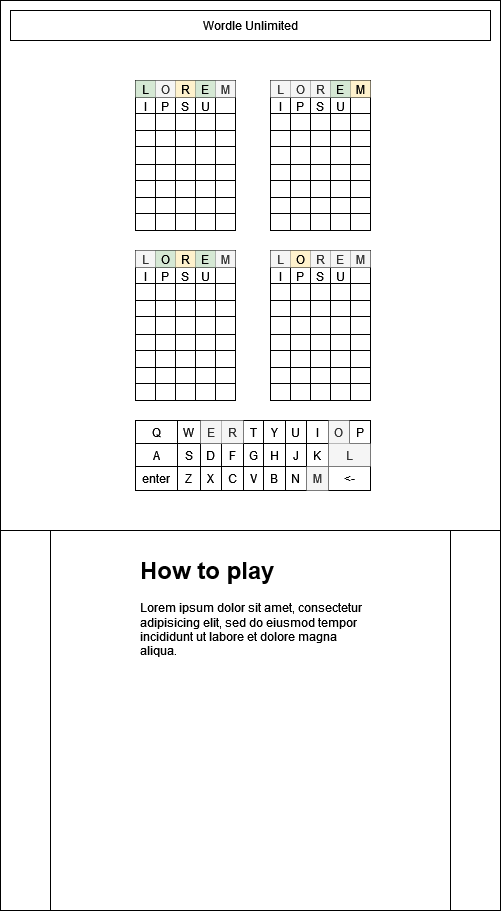 Wordle Unlimited
L O R E M L O R E M
I P S U I P S U
L O R E M L O R E M
I P S U I P S U
Q W E R T Y U I O P
A S D F G H J K L
enter Z X C V B N M <-
How to play
Lorem ipsum dolor sit amet, consectetur
adipisicing elit, sed do eiusmod tempor
incididunt ut labore et dolore magna
aliqua.